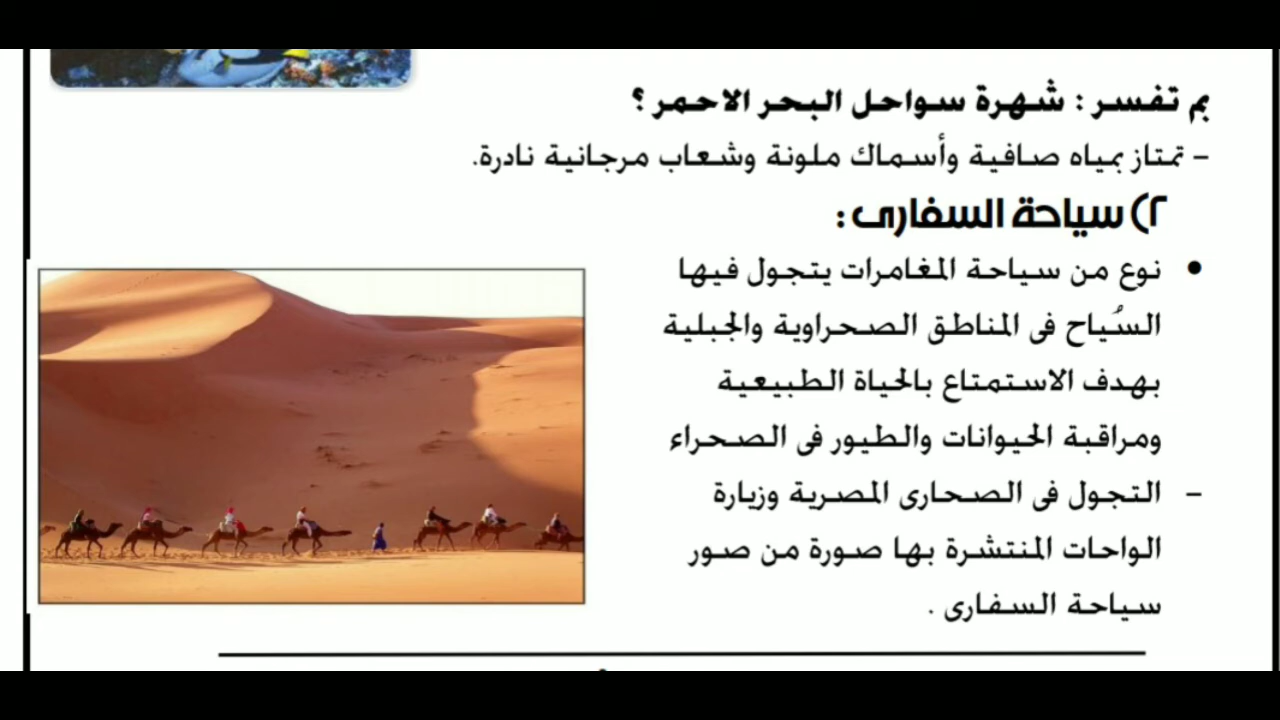 بم تفسر : شهرة سواحل البحر الاحمر ؟
- تمتاز بمياه صافية وأسماك ملونة وشعاب مرجانية نادرة.
٢) سياحة السفارى :
• نوع من سياحة المغامرات يتجول فيها
السُياح فى المناطق الصحراوية والجبلية
بهدف الاستمتاع بالحياة الطبيعية
ومراقبة الحيوانات والطيور فى الصحراء
- التجول فى الصحارى المصرية وزيارة
الواحات المنتشرة بها صورة من صور
سياحة السفارى .